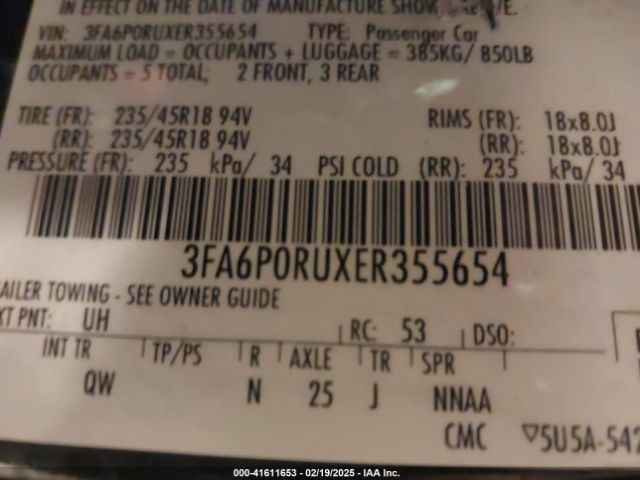 IN EFFECT ON THE DATE OF MANUFACTURE SHOWN
VIN: 3FA6P0RUXER355654 TYPE: Passenger Car
MAXIMUM LOAD = OCCUPANTS + LUGGAGE = 385KG/ 850LB
OCCUPANTS = 5 TOTAL; 2 FRONT, 3 REAR
TIRE (FR): 235/45R18 94V RIMS (FR): 18x8.0J
(RR): 235/45R18 94V (RR): 18x8.0J
PRESSURE (FR): 235 kPa/ 34 PSI COLD (RR): 235 kPa/ 34
3FA6P0RUXER355654
AILER TOWING - SEE OWNER GUIDE
XT PNT: UH RC: 53 DSO:
INT TR TP/PS R AXLE TR SPR
QW N 25 J NNAA
CMC ▽5U5A-542
000-41611653 - 02/19/2025 - IAA Inc.